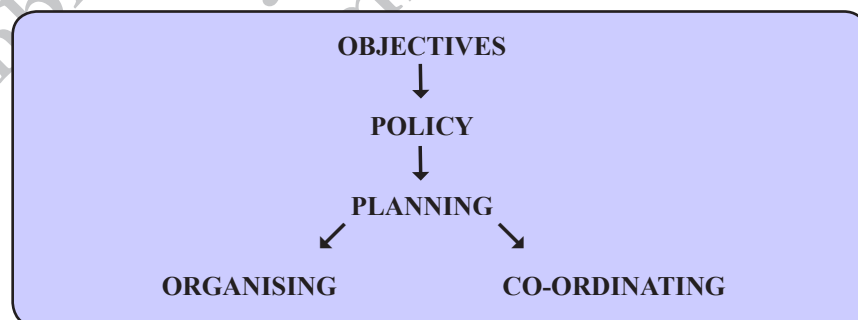 OBJECTIVES
POLICY
PLANNING
ORGANISING CO-ORDINATING